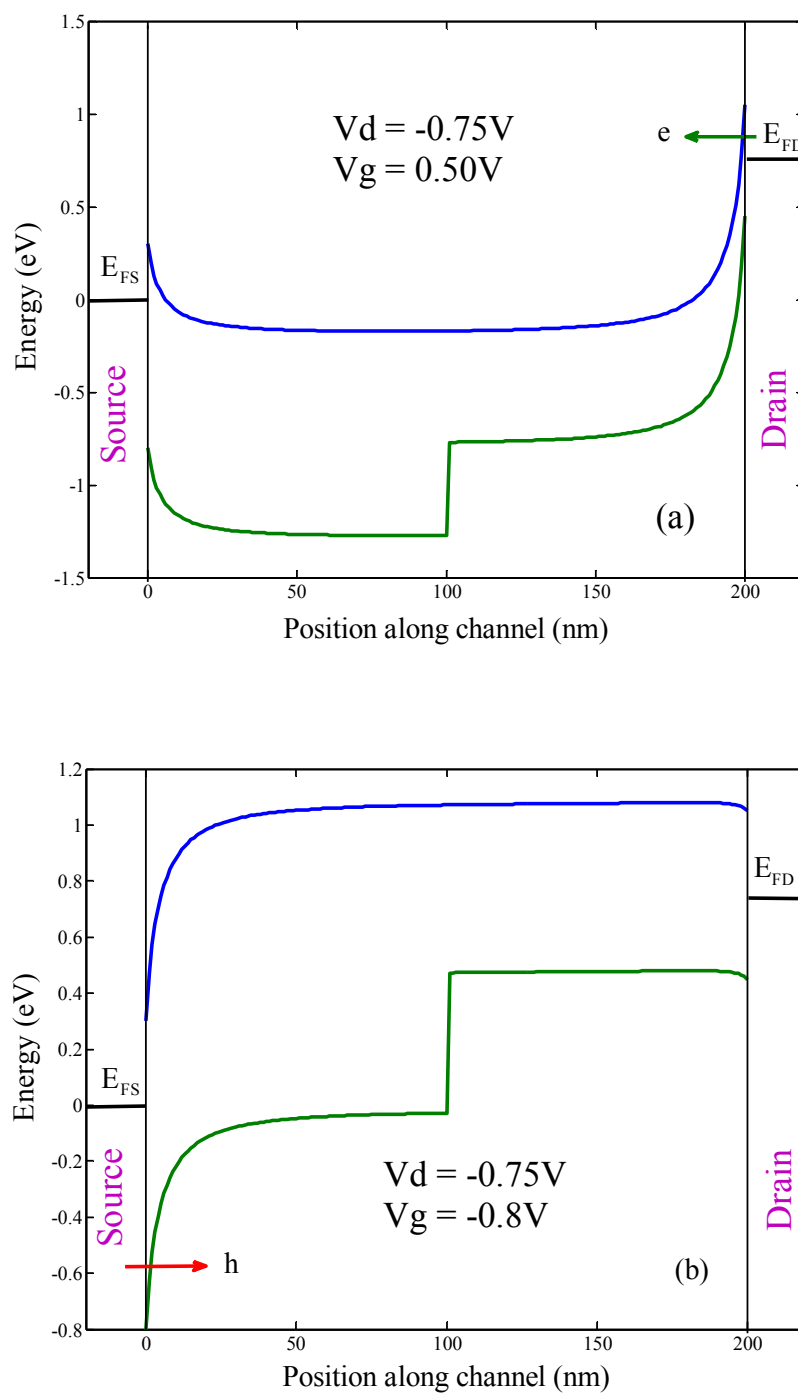 1.5
Vd = -0.75V
Vg = 0.50V
e
E_FD
1
0.5
E_FS
0
-0.5
-1
-1.5
Energy (eV)
Source
Drain
(a)
0
50
100
150
200
Position along channel (nm)
1.2
1
0.8
0.6
0.4
0.2
0
-0.2
-0.4
-0.6
-0.8
E_FD
E_FS
Energy (eV)
Source
Drain
Vd = -0.75V
Vg = -0.8V
h
(b)
0
50
100
150
200
Position along channel (nm)